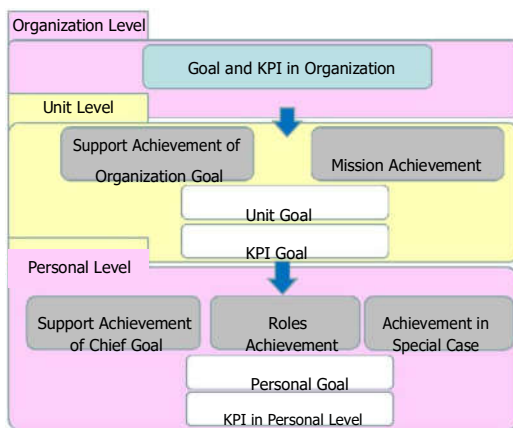 Organization Level
Goal and KPI in Organization
Unit Level
Support Achievement of
Organization Goal
Mission Achievement
Unit Goal
KPI Goal
Personal Level
Support Achievement
of Chief Goal
Roles
Achievement
Achievement in
Special Case
Personal Goal
KPI in Personal Level